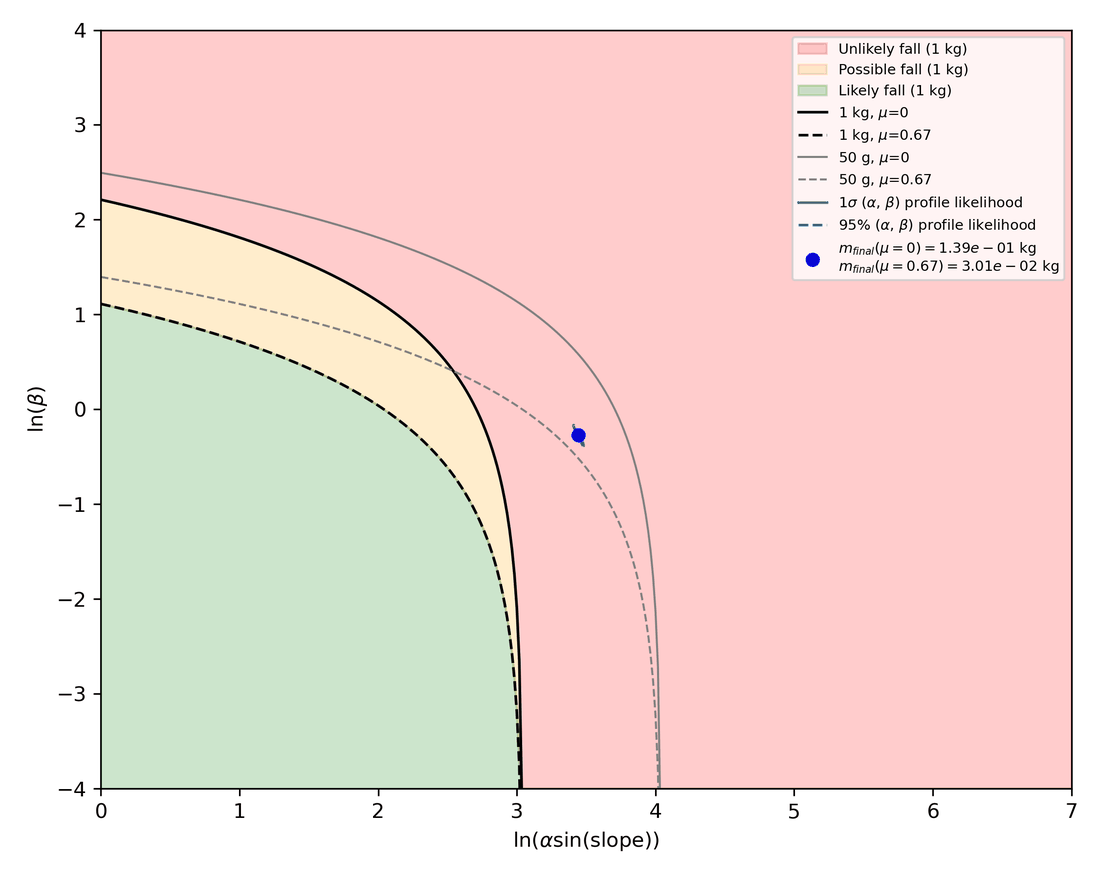 4
3
2
1
0
−1
−2
−3
−4
ln(β)
0 1 2 3 4 5 6 7
ln(αsin(slope))
Unlikely fall (1 kg)
Possible fall (1 kg)
Likely fall (1 kg)
1 kg, μ=0
1 kg, μ=0.67
50 g, μ=0
50 g, μ=0.67
1σ (α, β) profile likelihood
95% (α, β) profile likelihood
m_final(μ = 0) = 1.39e − 01 kg
m_final(μ = 0.67) = 3.01e − 02 kg